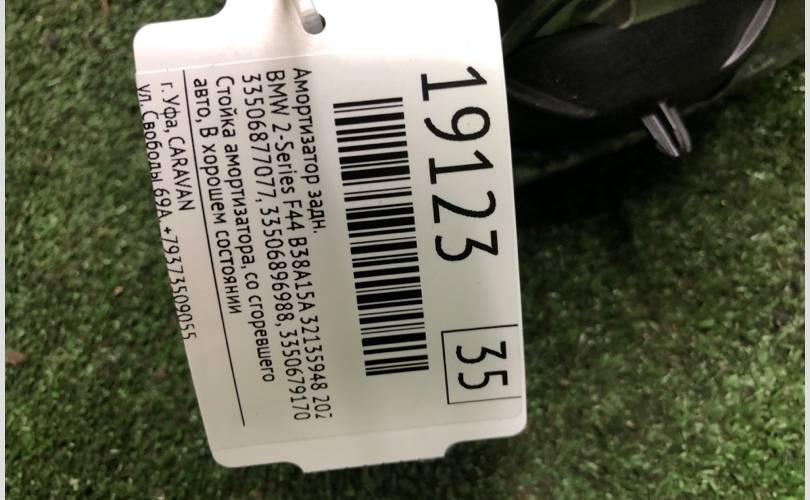 19123 35
Амортизатор задн.
BMW 2-Series F44 B38A15A 32135948 202
33506877077, 33506896988, 3350679170
Стойка амортизатора, со сгоревшего
авто, В хорошем состоянии
г. Уфа, CARAVAN
ул. Свободы 69А, +79373509055